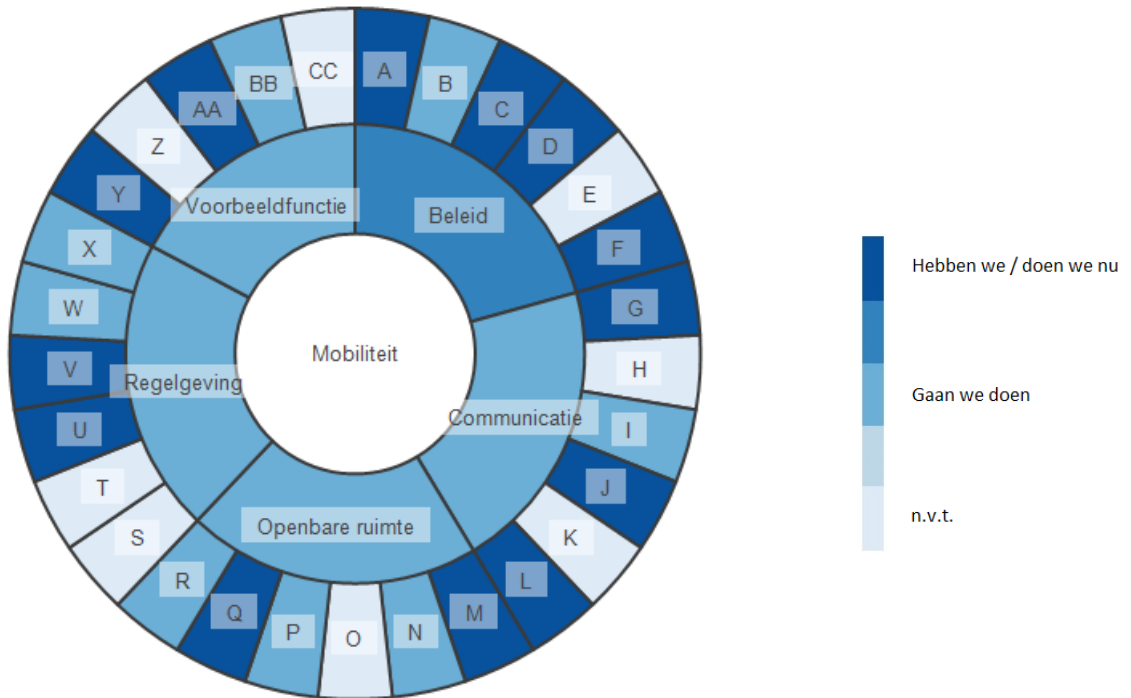 A
B
C
D
E
F
G
H
I
J
K
L
M
N
O
P
Q
R
S
T
U
V
W
X
Y
Z
AA
BB
CC
Beleid
Communicatie
Openbare ruimte
Regelgeving
Voorbeeldfunctie
Mobiliteit
Hebben we / doen we nu
Gaan we doen
n.v.t.